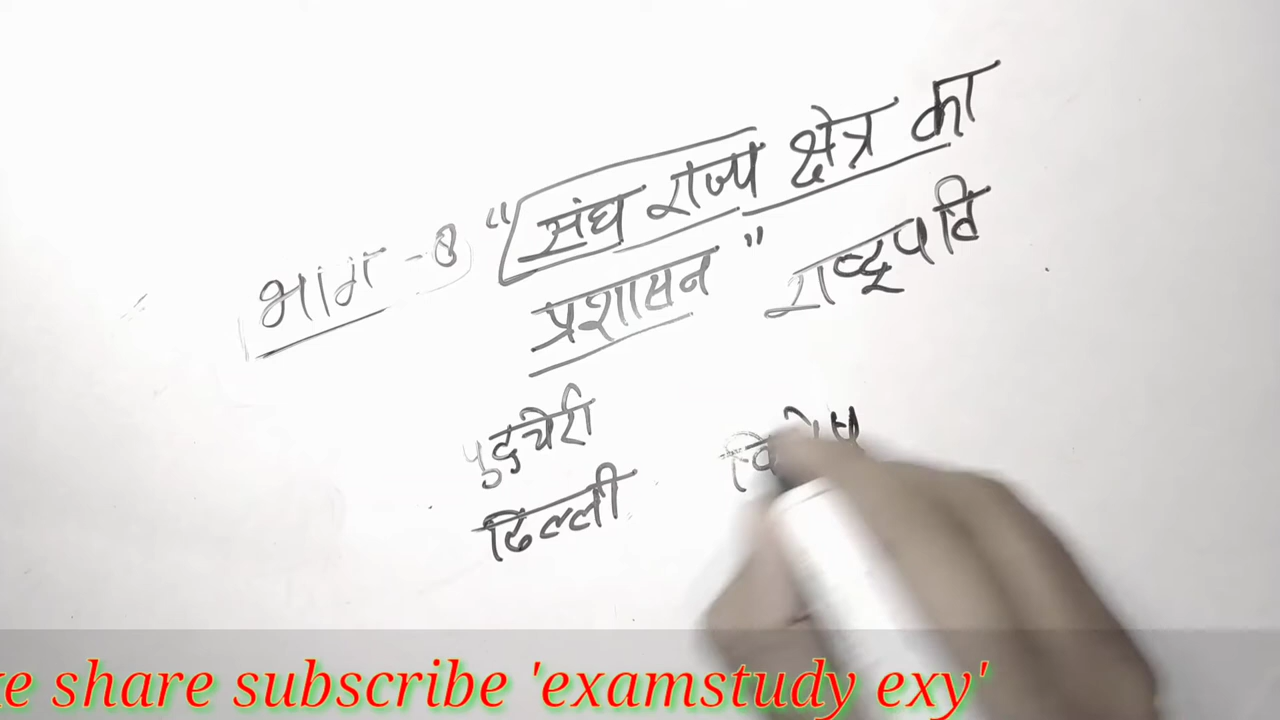 भाग - 8 "संघ राज्य क्षेत्र का
प्रशासन" राष्ट्रपति
पुदुचेरी
दिल्ली
share subscribe 'examstudy exy'